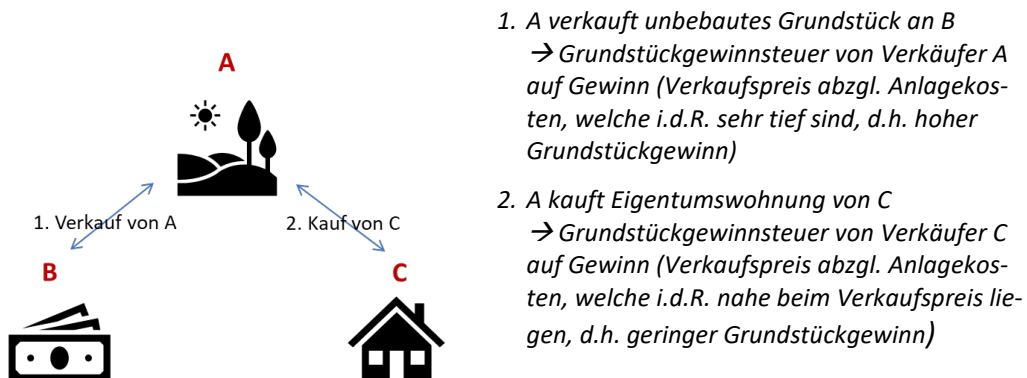 A
1. Verkauf von A
2. Kauf von C
B
C
1. A verkauft unbebautes Grundstück an B
→ Grundstückgewinnsteuer von Verkäufer A
auf Gewinn (Verkaufspreis abzgl. Anlagekos-
ten, welche i.d.R. sehr tief sind, d.h. hoher
Grundstückgewinn)
2. A kauft Eigentumswohnung von C
→ Grundstückgewinnsteuer von Verkäufer C
auf Gewinn (Verkaufspreis abzgl. Anlagekos-
ten, welche i.d.R. nahe beim Verkaufspreis lie-
gen, d.h. geringer Grundstückgewinn)